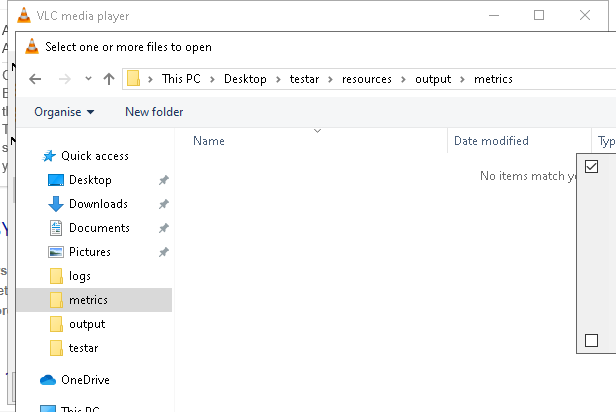 VLC media player
Select one or more files to open
This PC > Desktop > testar > resources > output > metrics
Organise New folder
Name Date modified Typ
Quick access
No items match yo
Desktop
Downloads
Documents
Pictures
logs
metrics
output
testar
OneDrive
This PC